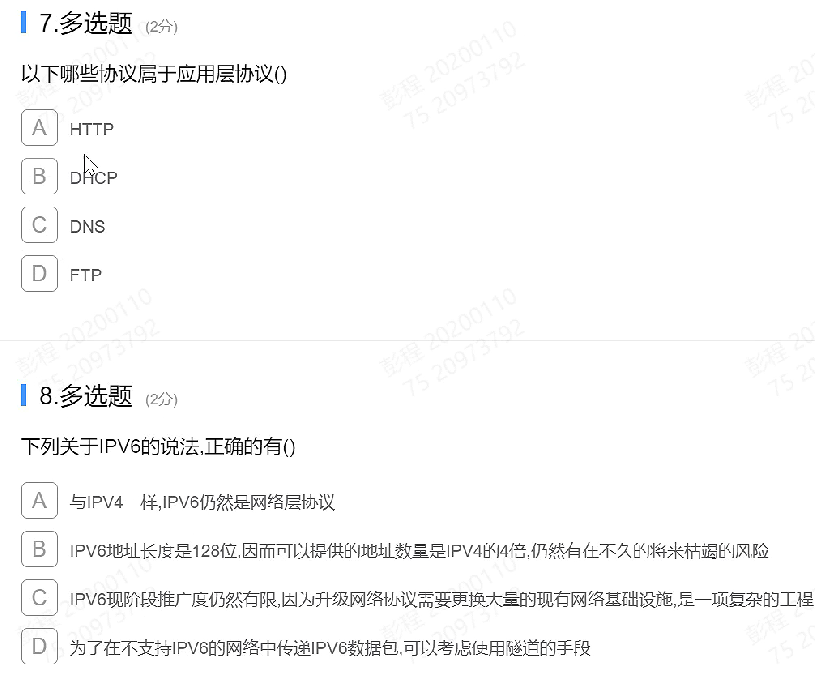 7.多选题 (2分)
以下哪些协议属于应用层协议()
A HTTP
B DHCP
C DNS
D FTP
彭程 20200110
75 20973792
8.多选题 (2分)
下列关于IPV6的说法,正确的有()
A 与IPV4 样,IPV6仍然是网络层协议
B IPV6地址长度是128位,因而可以提供的地址数量是IPV4的4倍,仍然有在不久的将来枯竭的风险
C IPV6现阶段推广度仍然有限,因为升级网络协议需要更换大量的现有网络基础设施,是一项复杂的工程
D 为了在不支持IPV6的网络中传递IPV6数据包,可以考虑使用隧道的手段